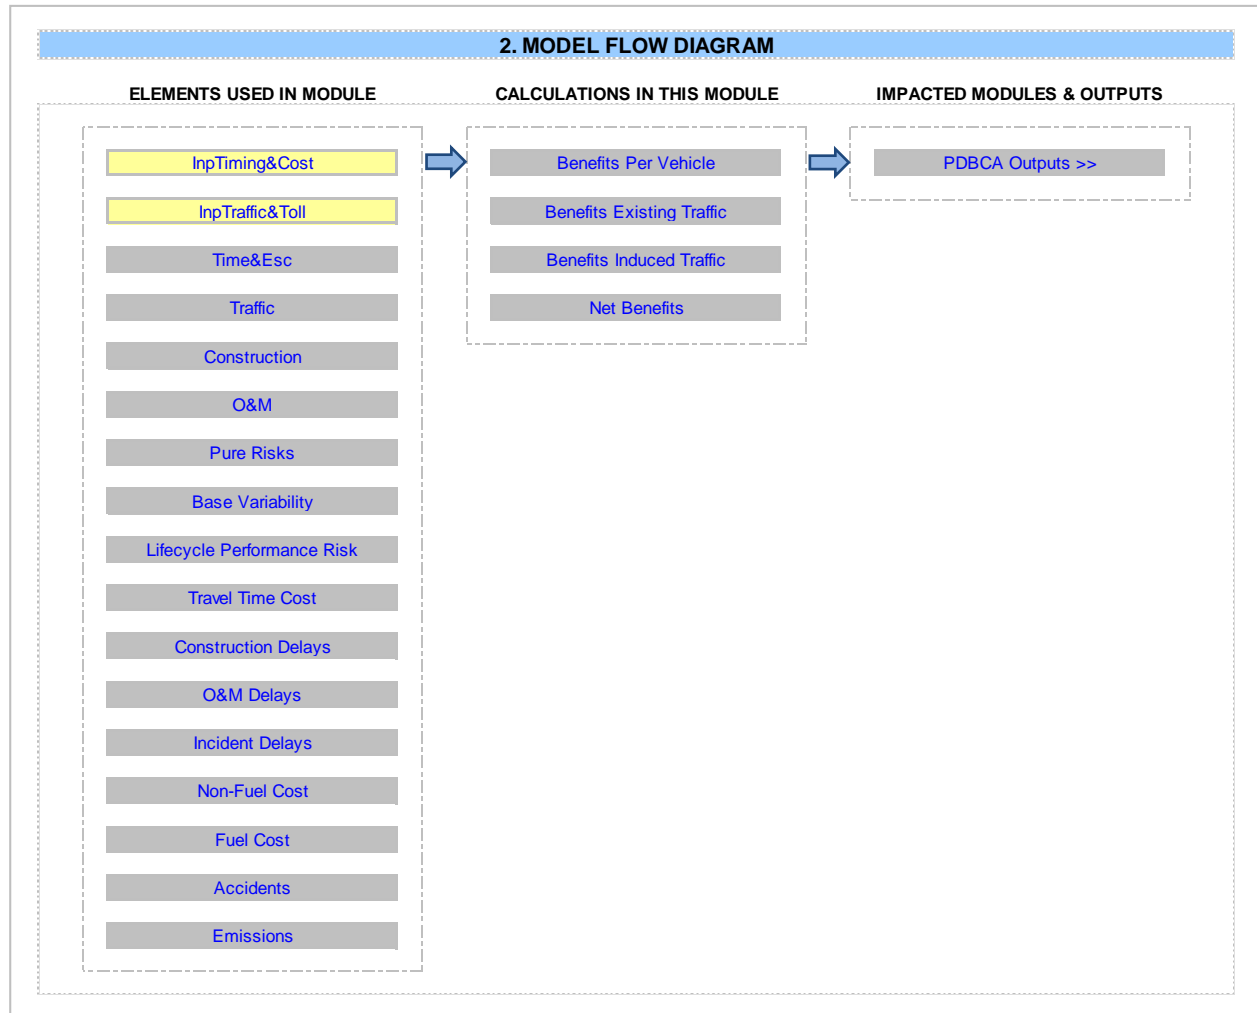 2. MODEL FLOW DIAGRAM
ELEMENTS USED IN MODULE
CALCULATIONS IN THIS MODULE
IMPACTED MODULES & OUTPUTS
InpTiming&Cost
InpTraffic&Toll
Time&Esc
Traffic
Construction
O&M
Pure Risks
Base Variability
Lifecycle Performance Risk
Travel Time Cost
Construction Delays
O&M Delays
Incident Delays
Non-Fuel Cost
Fuel Cost
Accidents
Emissions
Benefits Per Vehicle
Benefits Existing Traffic
Benefits Induced Traffic
Net Benefits
PDBCA Outputs >>